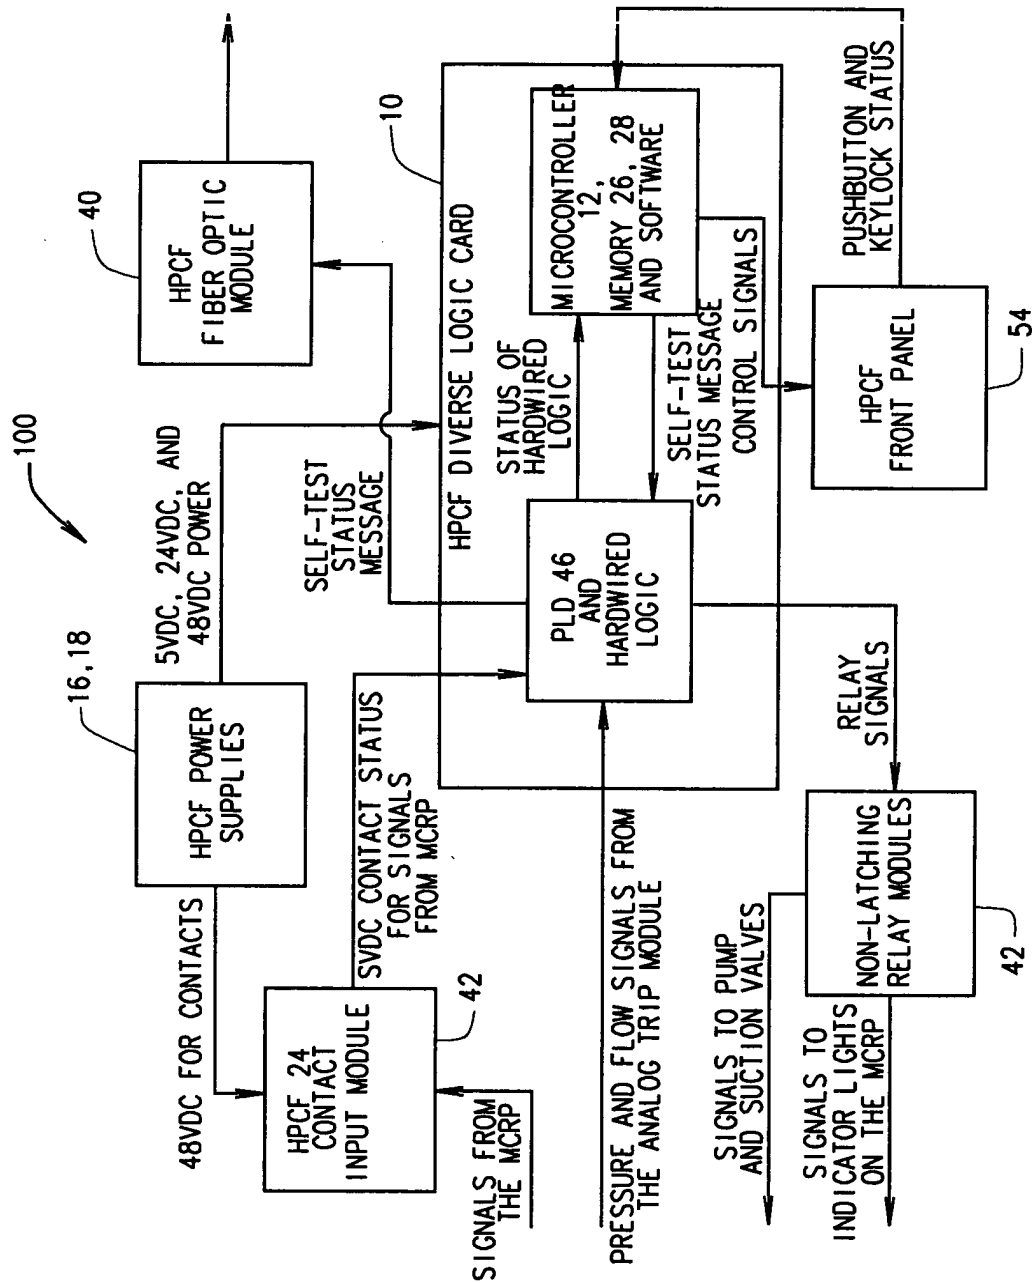 100
16,18
HPCF POWER
SUPPLIES
48VDC FOR CONTACTS
5VDC, 24VDC, AND
48VDC POWER
40
HPCF
FIBER OPTIC
MODULE
HPCF 24
CONTACT
INPUT MODULE
42
SIGNALS FROM
THE MCRP
5VDC CONTACT STATUS
FOR SIGNALS
FROM MCRP
SELF-TEST
STATUS
MESSAGE
10
HPCF DIVERSE LOGIC CARD
PRESSURE AND FLOW SIGNALS FROM
THE ANALOG TRIP MODULE
PLD 46
AND
HARDWIRED
LOGIC
STATUS OF
HARDWIRED
LOGIC
SELF-TEST
STATUS MESSAGE
MICROCONTROLLER
12,
MEMORY 26, 28
AND SOFTWARE
CONTROL SIGNALS
SIGNALS TO PUMP
AND SUCTION VALVES
SIGNALS TO
INDICATOR LIGHTS
ON THE MCRP
NON-LATCHING
RELAY MODULES
42
RELAY
SIGNALS
HPCF
FRONT PANEL
54
PUSHBUTTON AND
KEYLOCK STATUS